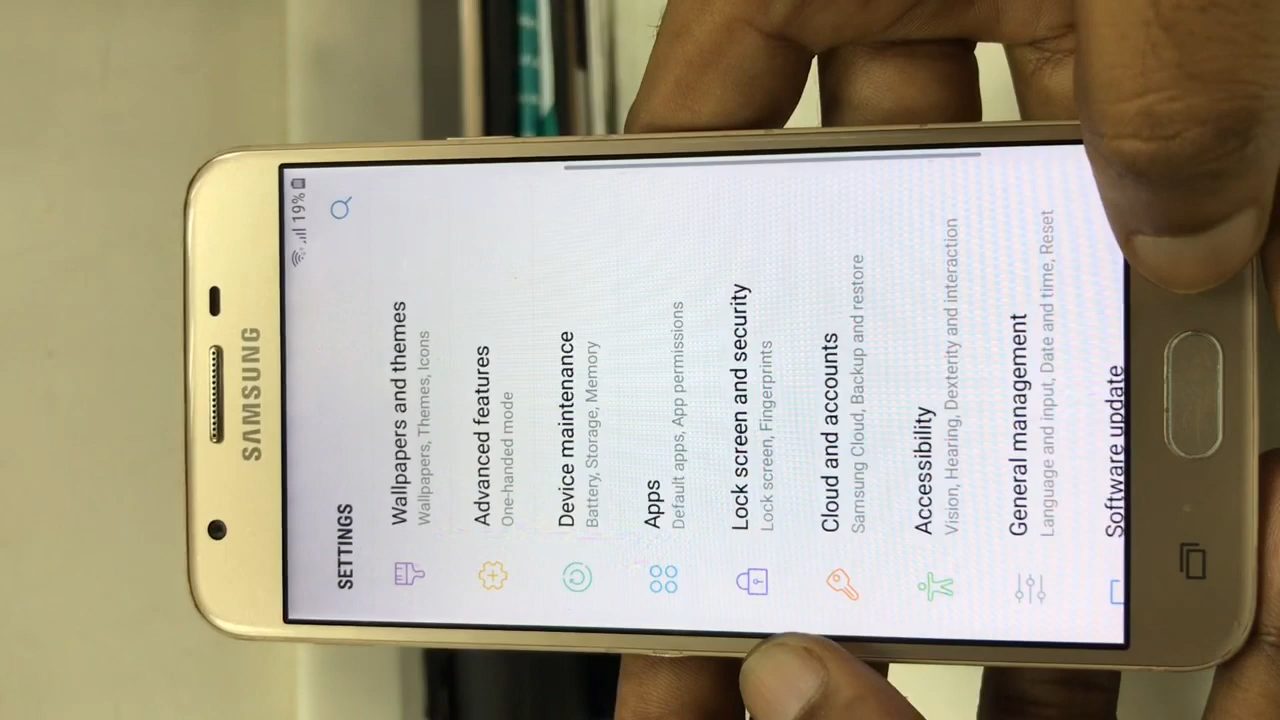 SAMSUNG
19%
SETTINGS
Wallpapers and themes
Wallpapers, Themes, Icons
Advanced features
One-handed mode
Device maintenance
Battery, Storage, Memory
Apps
Default apps, App permissions
Lock screen and security
Lock screen, Fingerprints
Cloud and accounts
Samsung Cloud, Backup and restore
Accessibility
Vision, Hearing, Dexterity and interaction
General management
Language and input, Date and time, Reset
Software update